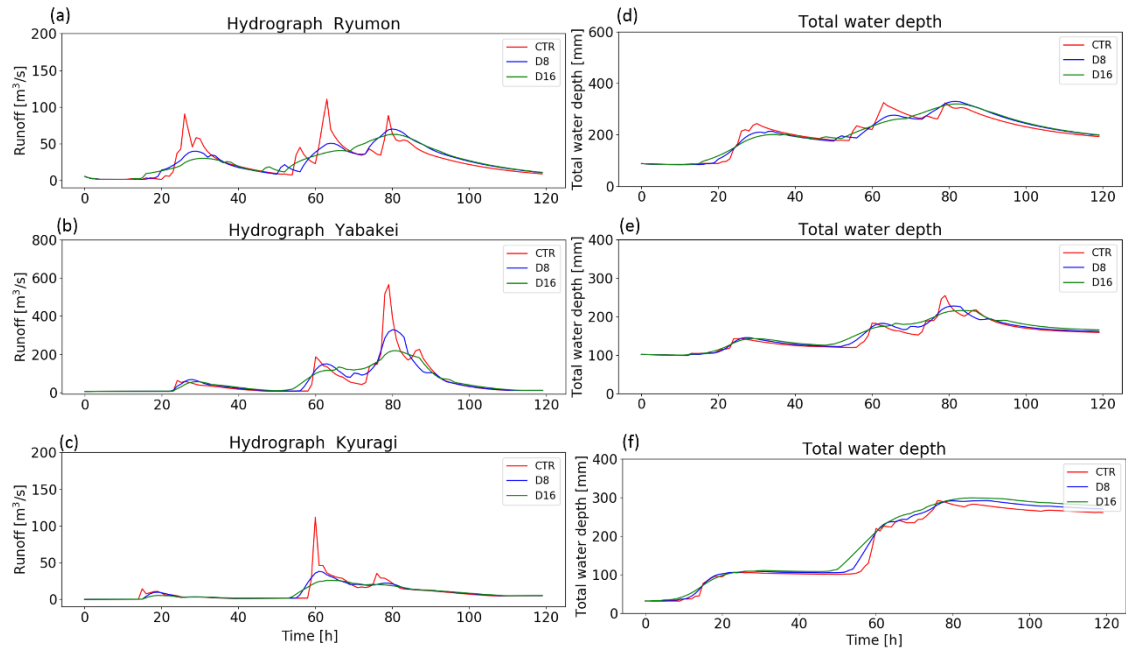 (a)
Hydrograph Ryumon
Runoff [m³/s]
200
150
100
50
0
0 20 40 60 80 100 120
CTR
D8
D16
(d)
Total water depth
Total water depth [mm]
600
400
200
0
0 20 40 60 80 100 120
CTR
D8
D16
(b)
Hydrograph Yabakei
Runoff [m³/s]
800
600
400
200
0
0 20 40 60 80 100 120
CTR
D8
D16
(e)
Total water depth
Total water depth [mm]
400
300
200
100
0
0 20 40 60 80 100 120
CTR
D8
D16
(c)
Hydrograph Kyuragi
Runoff [m³/s]
200
150
100
50
0
0 20 40 60 80 100 120
Time [h]
CTR
D8
D16
(f)
Total water depth
Total water depth [mm]
400
300
200
100
0
0 20 40 60 80 100 120
Time [h]
CTR
D8
D16